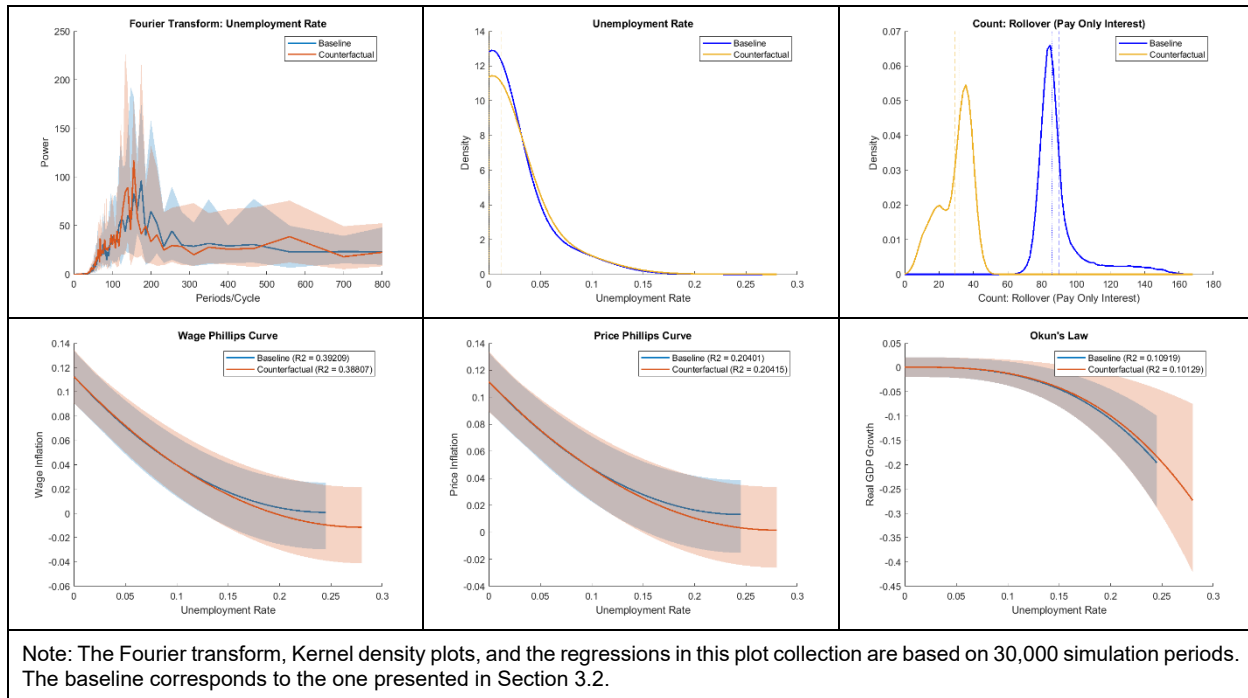 Fourier Transform: Unemployment Rate
250
200
150
100
50
0
Power
0 100 200 300 400 500 600 700 800
Periods/Cycle
Baseline
Counterfactual
Unemployment Rate
14
12
10
8
6
4
2
0
Density
0 0.05 0.1 0.15 0.2 0.25 0.3
Unemployment Rate
Baseline
Counterfactual
Count: Rollover (Pay Only Interest)
0.07
0.06
0.05
0.04
0.03
0.02
0.01
0
Density
0 20 40 60 80 100 120 140 160 180
Count: Rollover (Pay Only Interest)
Baseline
Counterfactual
Wage Phillips Curve
0.14
0.12
0.1
0.08
0.06
0.04
0.02
0
-0.02
-0.04
-0.06
Wage Inflation
0 0.05 0.1 0.15 0.2 0.25 0.3
Unemployment Rate
Baseline (R2 = 0.39209)
Counterfactual (R2 = 0.38807)
Price Phillips Curve
0.14
0.12
0.1
0.08
0.06
0.04
0.02
0
-0.02
-0.04
Price Inflation
0 0.05 0.1 0.15 0.2 0.25 0.3
Unemployment Rate
Baseline (R2 = 0.20401)
Counterfactual (R2 = 0.20415)
Okun's Law
0.05
0
-0.05
-0.1
-0.15
-0.2
-0.25
-0.3
-0.35
-0.4
-0.45
Real GDP Growth
0 0.05 0.1 0.15 0.2 0.25 0.3
Unemployment Rate
Baseline (R2 = 0.10919)
Counterfactual (R2 = 0.10129)
Note: The Fourier transform, Kernel density plots, and the regressions in this plot collection are based on 30,000 simulation periods.
The baseline corresponds to the one presented in Section 3.2.